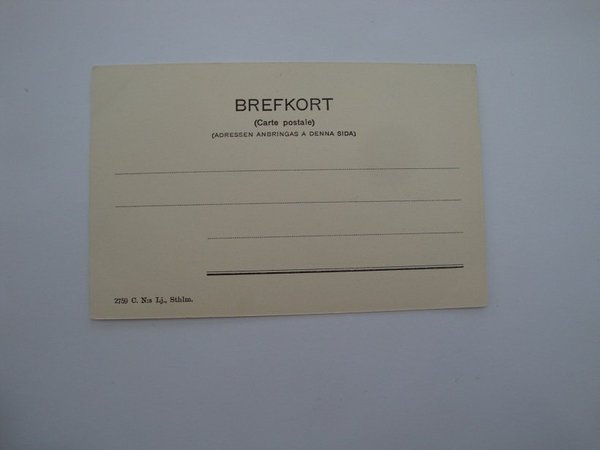 BREFKORT
(Carte postale)
(ADRESSEN ANBRINGAS A DENNA SIDA)
2759 C. N:s Lj., Sthlm.